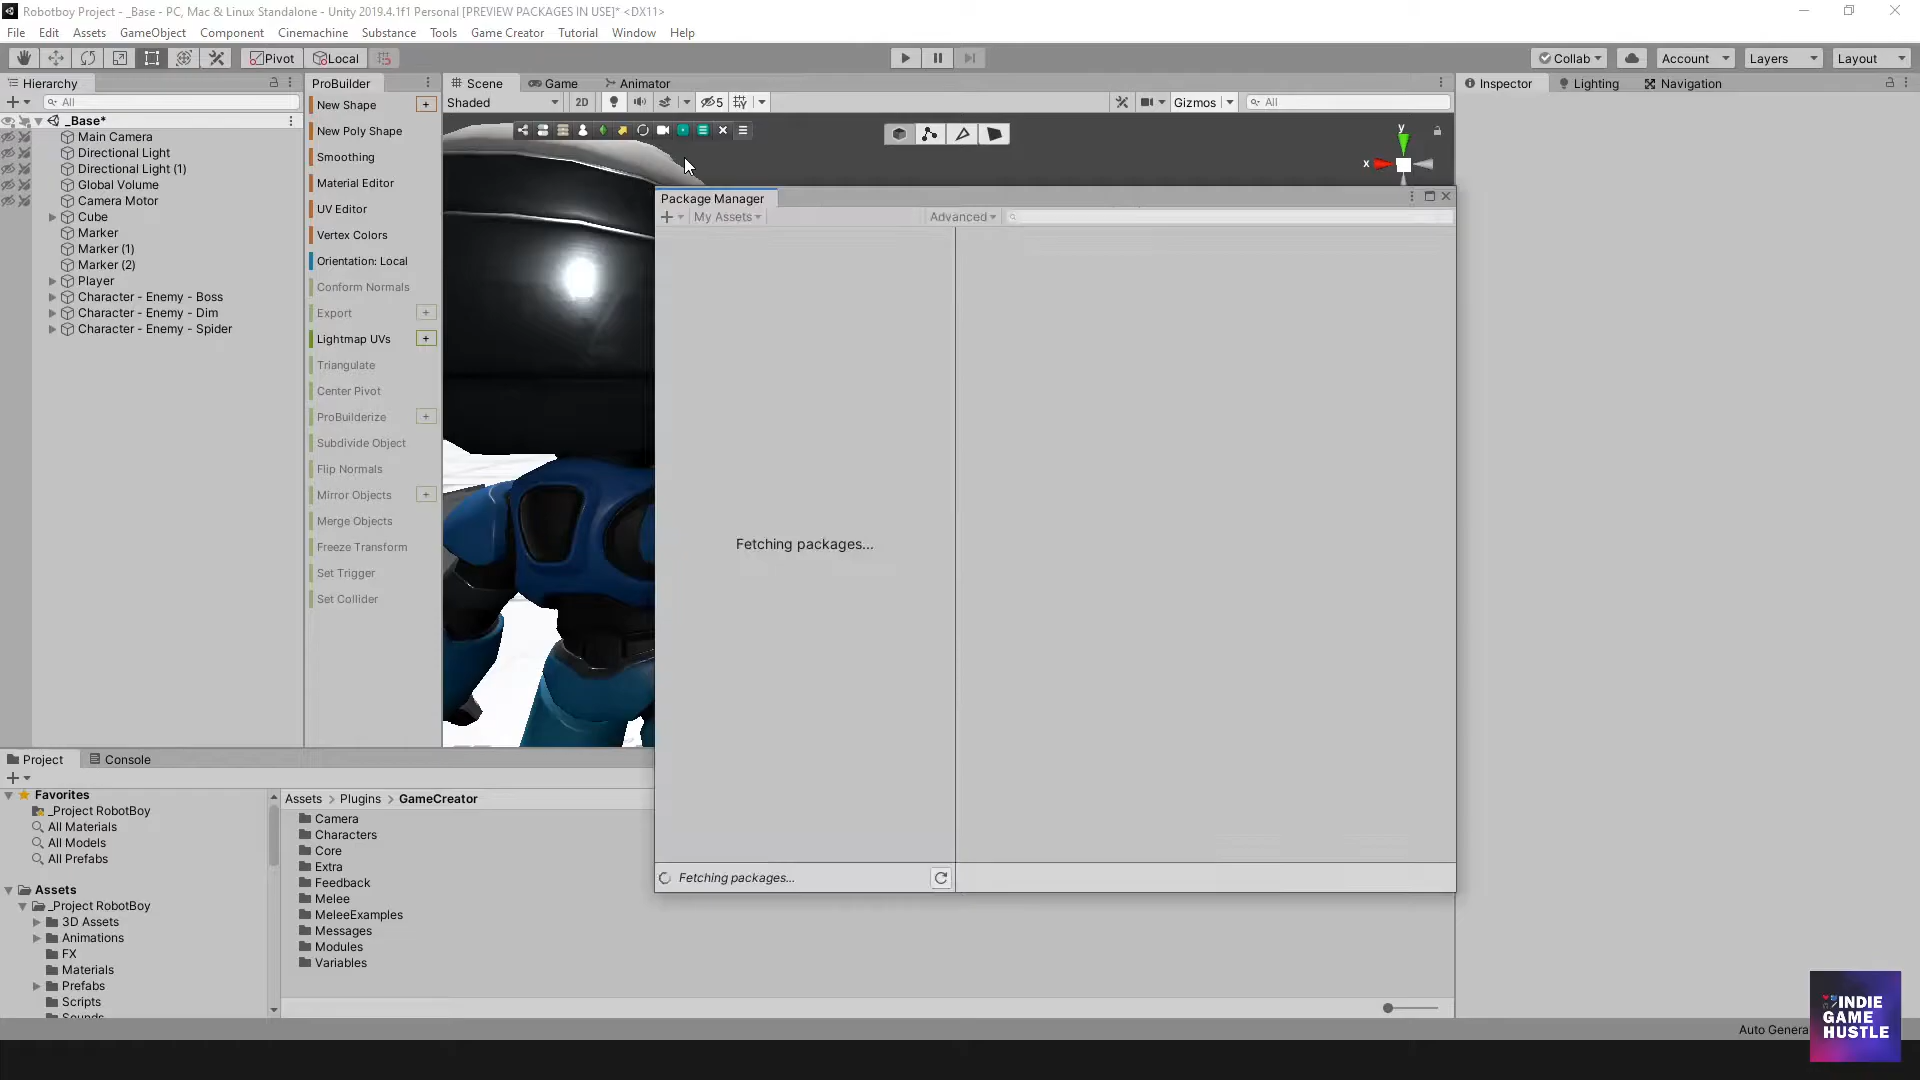 Robotboy Project - _Base - PC, Mac & Linux Standalone - Unity 2019.4.1f1 Personal [PREVIEW PACKAGES IN USE]* <DX11>
File Edit Assets GameObject Component Cinemachine Substance Tools Game Creator Tutorial Window Help
Pivot Local Collab Account Layers Layout
Hierarchy
All
_Base*
Main Camera
Directional Light
Directional Light (1)
Global Volume
Camera Motor
Cube
Marker
Marker (1)
Marker (2)
Player
Character - Enemy - Boss
Character - Enemy - Dim
Character - Enemy - Spider
ProBuilder
New Shape +
New Poly Shape
Smoothing
Material Editor
UV Editor
Vertex Colors
Orientation: Local
Conform Normals
Export +
Lightmap UVs +
Triangulate
Center Pivot
ProBuilderize +
Subdivide Object
Flip Normals
Mirror Objects +
Merge Objects
Freeze Transform
Set Trigger
Set Collider
Scene Game Animator
Shaded 2D 5 Gizmos All
y
x
Package Manager
My Assets Advanced
Fetching packages...
Fetching packages...
Inspector Lighting Navigation
Project Console
Favorites
_Project RobotBoy
All Materials
All Models
All Prefabs
Assets
_Project RobotBoy
3D Assets
Animations
FX
Materials
Prefabs
Scripts
Sounds
Assets > Plugins > GameCreator
Camera
Characters
Core
Extra
Feedback
Melee
MeleeExamples
Messages
Modules
Variables
Auto Genera
INDIE
GAME
HUSTLE